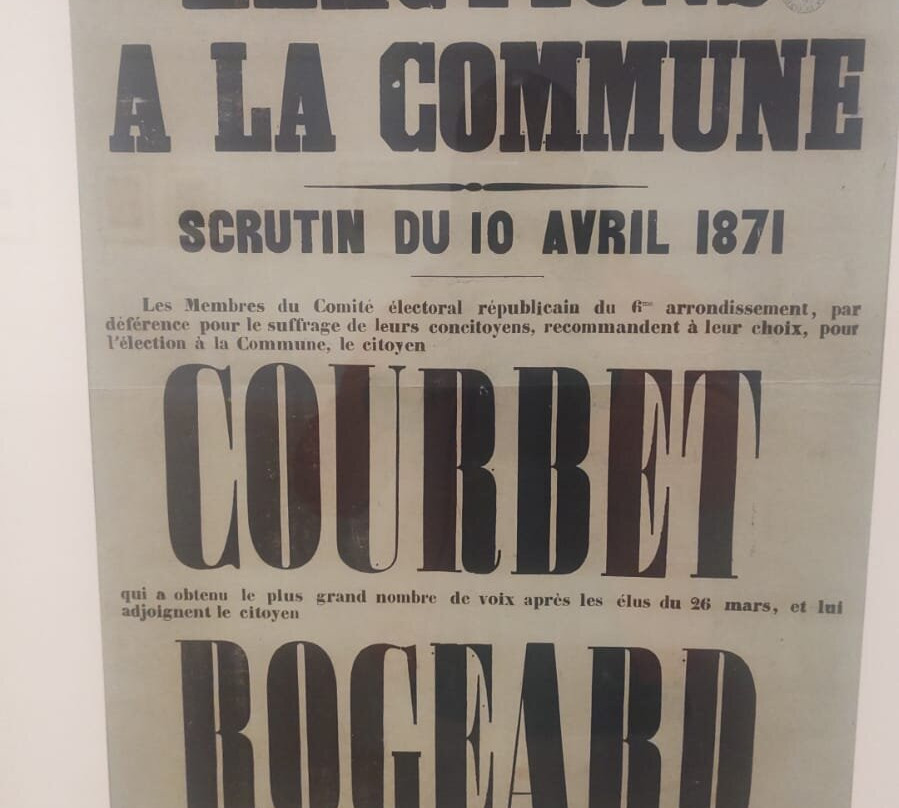 ELECTIONS
A LA COMMUNE
SCRUTIN DU 10 AVRIL 1871
Les Membres du Comité électoral républicain du 6me arrondissement, par
déférence pour le suffrage de leurs concitoyens, recommandent à leur choix, pour
l'élection à la Commune, le citoyen
COURBET
qui a obtenu le plus grand nombre de voix après les élus du 26 mars, et lui
adjoignent le citoyen
ROGEARD